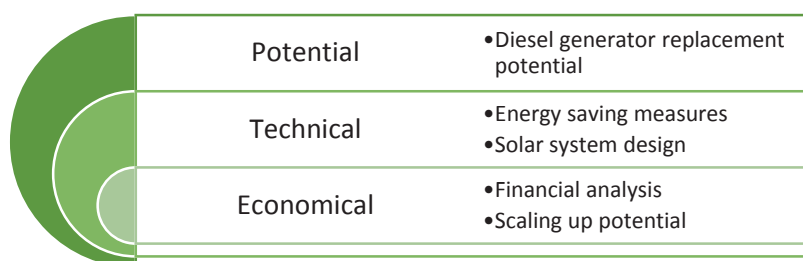 Potential
•Diesel generator replacement
potential
Technical
•Energy saving measures
•Solar system design
Economical
•Financial analysis
•Scaling up potential